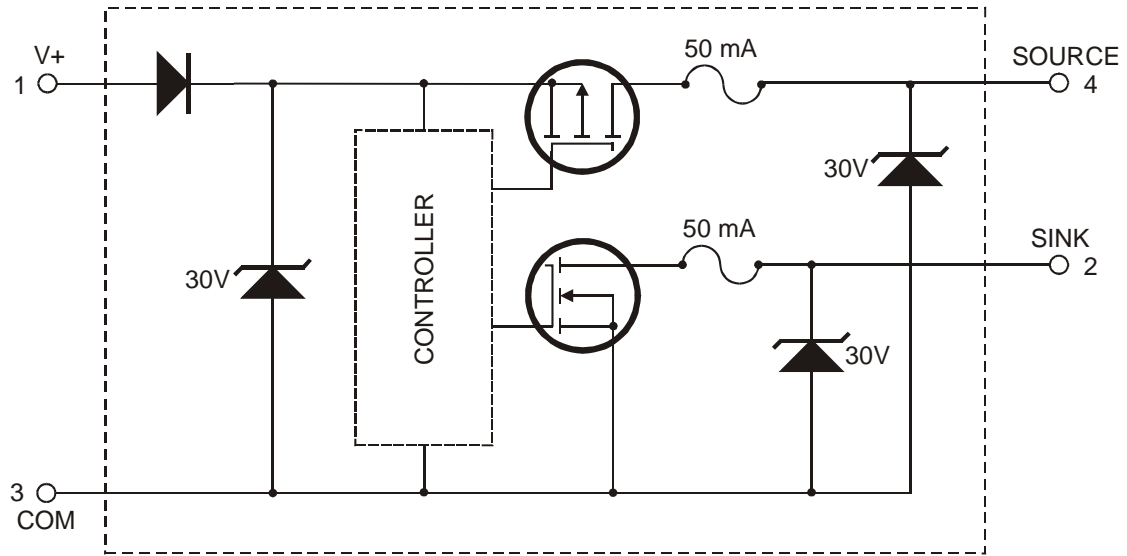 V+
1
50 mA
SOURCE
4
30V
CONTROLLER
50 mA
SINK
2
30V
30V
3
COM